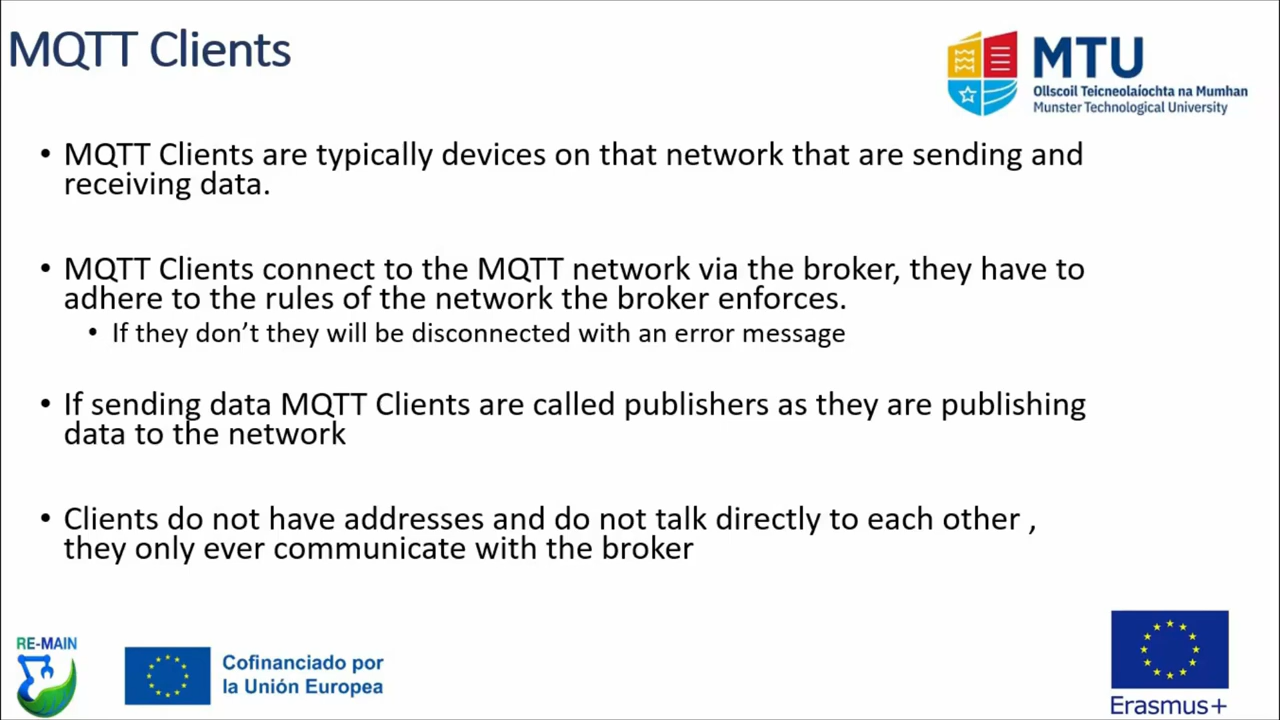 MQTT Clients
MTU
Ollscoil Teicneolaíochta na Mumhan
Munster Technological University
• MQTT Clients are typically devices on that network that are sending and
receiving data.
• MQTT Clients connect to the MQTT network via the broker, they have to
adhere to the rules of the network the broker enforces.
• If they don’t they will be disconnected with an error message
• If sending data MQTT Clients are called publishers as they are publishing
data to the network
• Clients do not have addresses and do not talk directly to each other ,
they only ever communicate with the broker
RE-MAIN
Cofinanciado por
la Unión Europea
Erasmus+